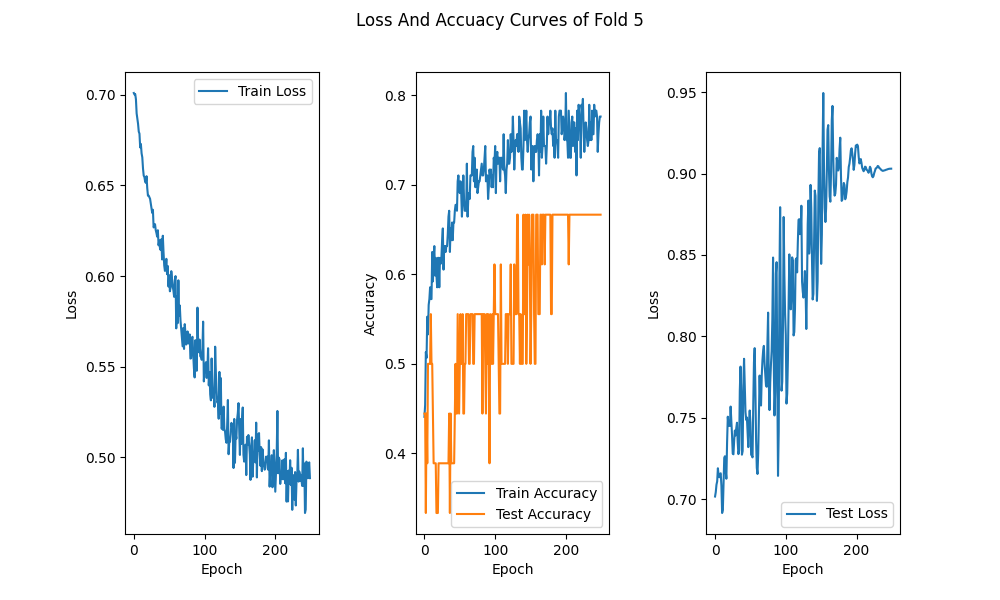 Loss And Accuacy Curves of Fold 5
Train Loss
0.70
0.65
0.60
0.55
0.50
Loss
0 100 200
Epoch
0.8
0.7
0.6
0.5
0.4
Accuracy
Train Accuracy
Test Accuracy
0 100 200
Epoch
0.95
0.90
0.85
0.80
0.75
0.70
Loss
Test Loss
0 100 200
Epoch